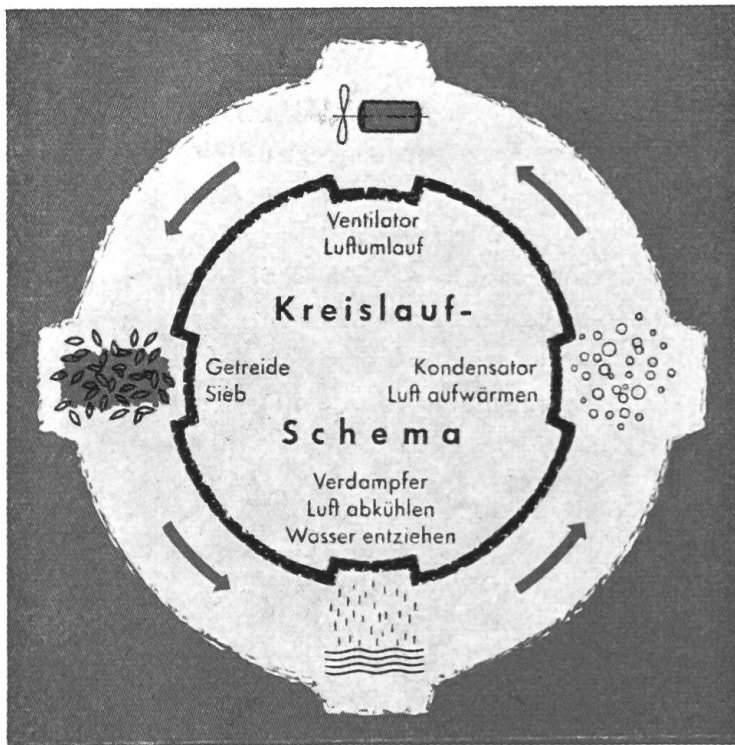 Ventilator
Luftumlauf
Kreislauf-
Getreide
Sieb
Kondensator
Luft aufwärmen
Schema
Verdampfer
Luft abkühlen
Wasser entziehen